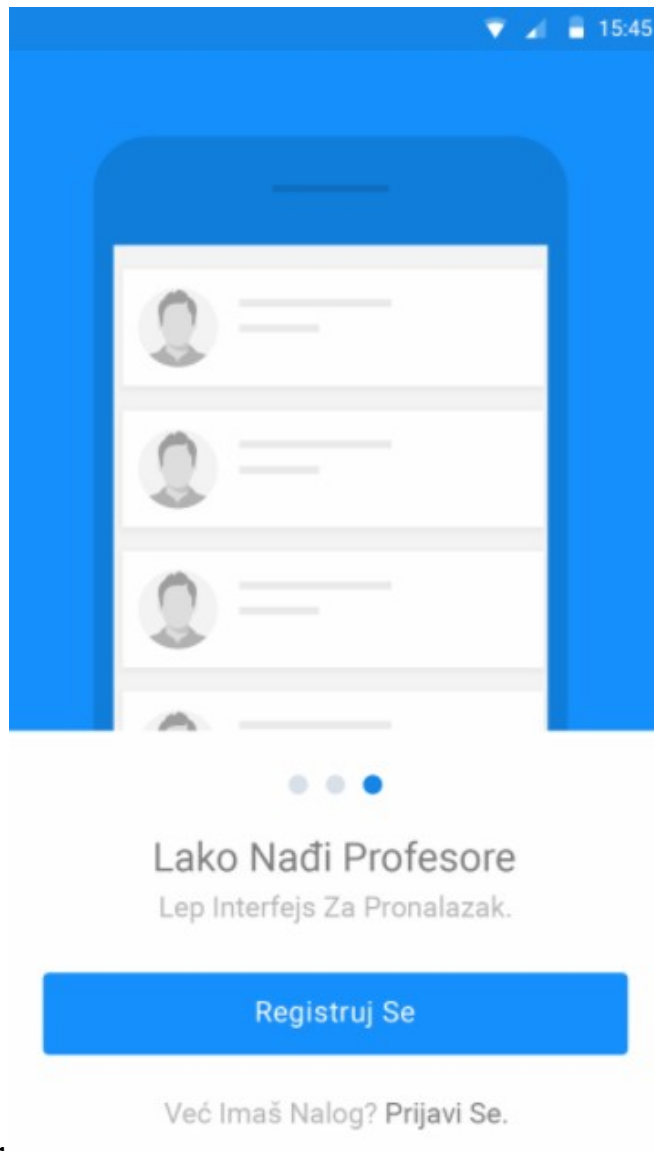 15:45
Lako Nađi Profesore
Lep Interfejs Za Pronalazak.
Registruj Se
Već Imaš Nalog? Prijavi Se.